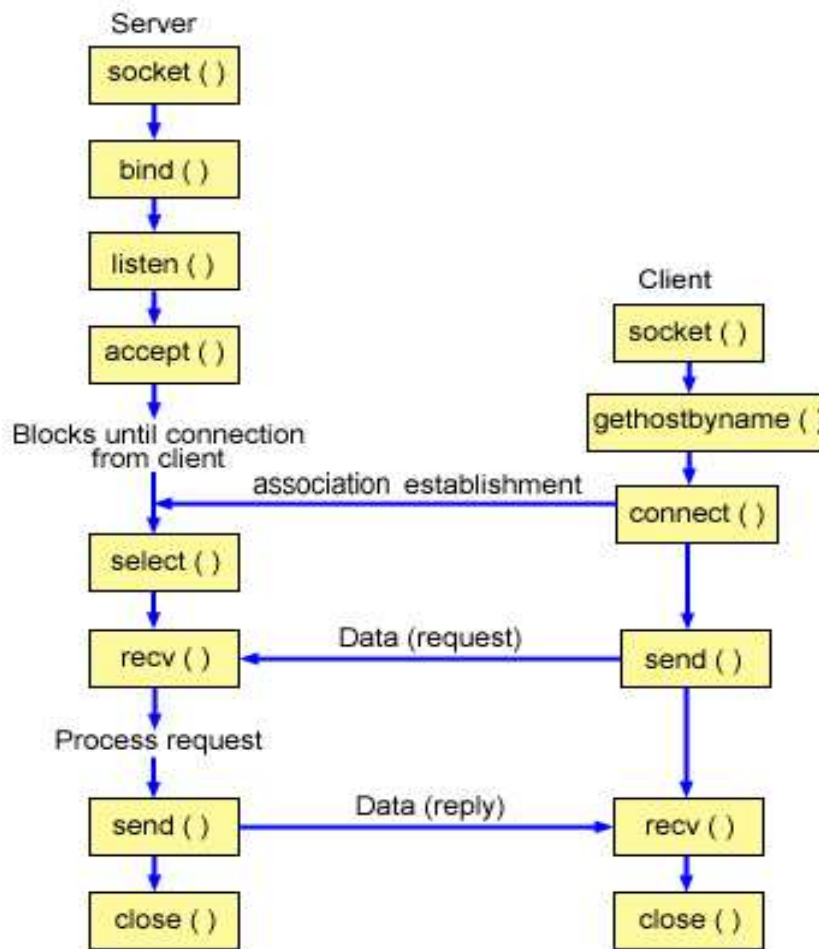 Server
socket ( )
bind ( )
listen ( )
accept ( )
Blocks until connection
from client
select ( )
recv ( )
Process request
send ( )
close ( )
association establishment
Data (request)
Data (reply)
Client
socket ( )
gethostbyname ( )
connect ( )
send ( )
recv ( )
close ( )